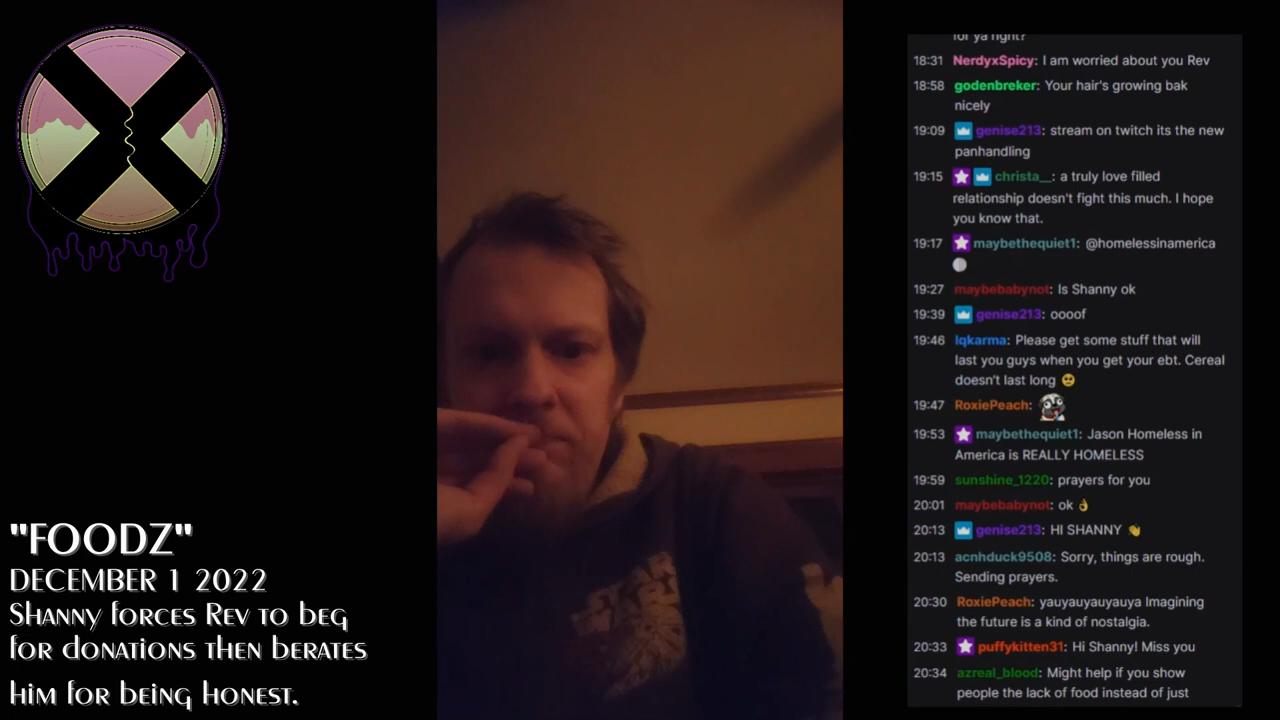 "FOODZ"
DECEMBER 1 2022
Shanny forces Rev to beg
for donations then berates
him for being honest.
for ya right?
18:31 NerdyxSpicy: I am worried about you Rev
18:58 godenbreker: Your hair's growing bak
nicely
19:09 genise213: stream on twitch its the new
panhandling
19:15 christa__: a truly love filled
relationship doesn't fight this much. I hope
you know that.
19:17 maybethequiet1: @homelessinamerica
19:27 maybebabynot: Is Shanny ok
19:39 genise213: oooof
19:46 lqkarma: Please get some stuff that will
last you guys when you get your ebt. Cereal
doesn't last long 🥺
19:47 RoxiePeach:
19:53 maybethequiet1: Jason Homeless in
America is REALLY HOMELESS
19:59 sunshine_1220: prayers for you
20:01 maybebabynot: ok 👌
20:13 genise213: HI SHANNY 👋
20:13 acnhduck9508: Sorry, things are rough.
Sending prayers.
20:30 RoxiePeach: yauyauyauyauya Imagining
the future is a kind of nostalgia.
20:33 puffykitten31: Hi Shanny! Miss you
20:34 azreal_blood: Might help if you show
people the lack of food instead of just